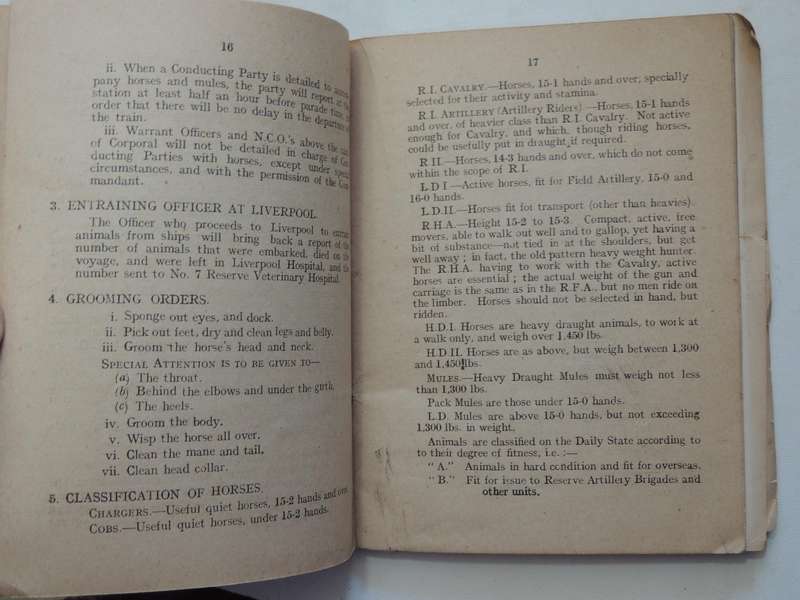 16
ii. When a Conducting Party is detailed to accom-
pany horses and mules, the party will report at the
station at least half an hour before parade time, in
order that there will be no delay in the departure of
the train.
iii. Warrant Officers and N.C.O.'s above the rank
of Corporal will not be detailed in charge of Con-
ducting Parties with horses, except under special
circumstances, and with the permission of the Com-
mandant.
3. ENTRAINING OFFICER AT LIVERPOOL.
The Officer who proceeds to Liverpool to entrain
animals from ships will bring back a report of the
number of animals that were embarked, died on the
voyage, and were left in Liverpool Hospital, and the
number sent to No. 7 Reserve Veterinary Hospital.
4. GROOMING ORDERS.
i. Sponge out eyes, and dock.
ii. Pick out feet, dry and clean legs and belly.
iii. Groom the horse's head and neck.
SPECIAL ATTENTION IS TO BE GIVEN TO—
(a) The throat.
(b) Behind the elbows and under the girth.
(c) The heels.
iv. Groom the body.
v. Wisp the horse all over.
vi. Clean the mane and tail.
vii. Clean head collar.
5. CLASSIFICATION OF HORSES.
CHARGERS.—Useful quiet horses, 15-2 hands and over.
COBS.—Useful quiet horses, under 15-2 hands.
17
R.I. CAVALRY.—Horses, 15-1 hands and over, specially
selected for their activity and stamina.
R.I. ARTILLERY (Artillery Riders).—Horses, 15-1 hands
and over, of heavier class than R.I. Cavalry. Not active
enough for Cavalry, and which, though riding horses,
could be usefully put in draught if required.
R II.—Horses, 14-3 hands and over, which do not come
within the scope of R.I.
L D I.—Active horses, fit for Field Artillery, 15-0 and
16-0 hands.
L.D.II.—Horses fit for transport (other than heavies).
R.H.A.—Height 15-2 to 15-3. Compact, active, free
movers, able to walk out well and to gallop, yet having a
bit of substance—not tied in at the shoulders, but get
well away; in fact, the old pattern heavy weight hunter.
The R.H.A. having to work with the Cavalry, active
horses are essential; the actual weight of the gun and
carriage is the same as in the R.F.A., but no men ride on
the limber. Horses should not be selected in hand, but
ridden.
H.D.I. Horses are heavy draught animals, to work at
a walk only, and weigh over 1,450 lbs.
H.D.II. Horses are as above, but weigh between 1,300
and 1,450 lbs.
MULES.—Heavy Draught Mules must weigh not less
than 1,300 lbs.
Pack Mules are those under 15-0 hands.
L.D. Mules are above 15-0 hands, but not exceeding
1,300 lbs. in weight.
Animals are classified on the Daily State according to
to their degree of fitness, i.e. :—
"A." Animals in hard condition and fit for overseas.
"B." Fit for issue to Reserve Artillery Brigades and
other units.